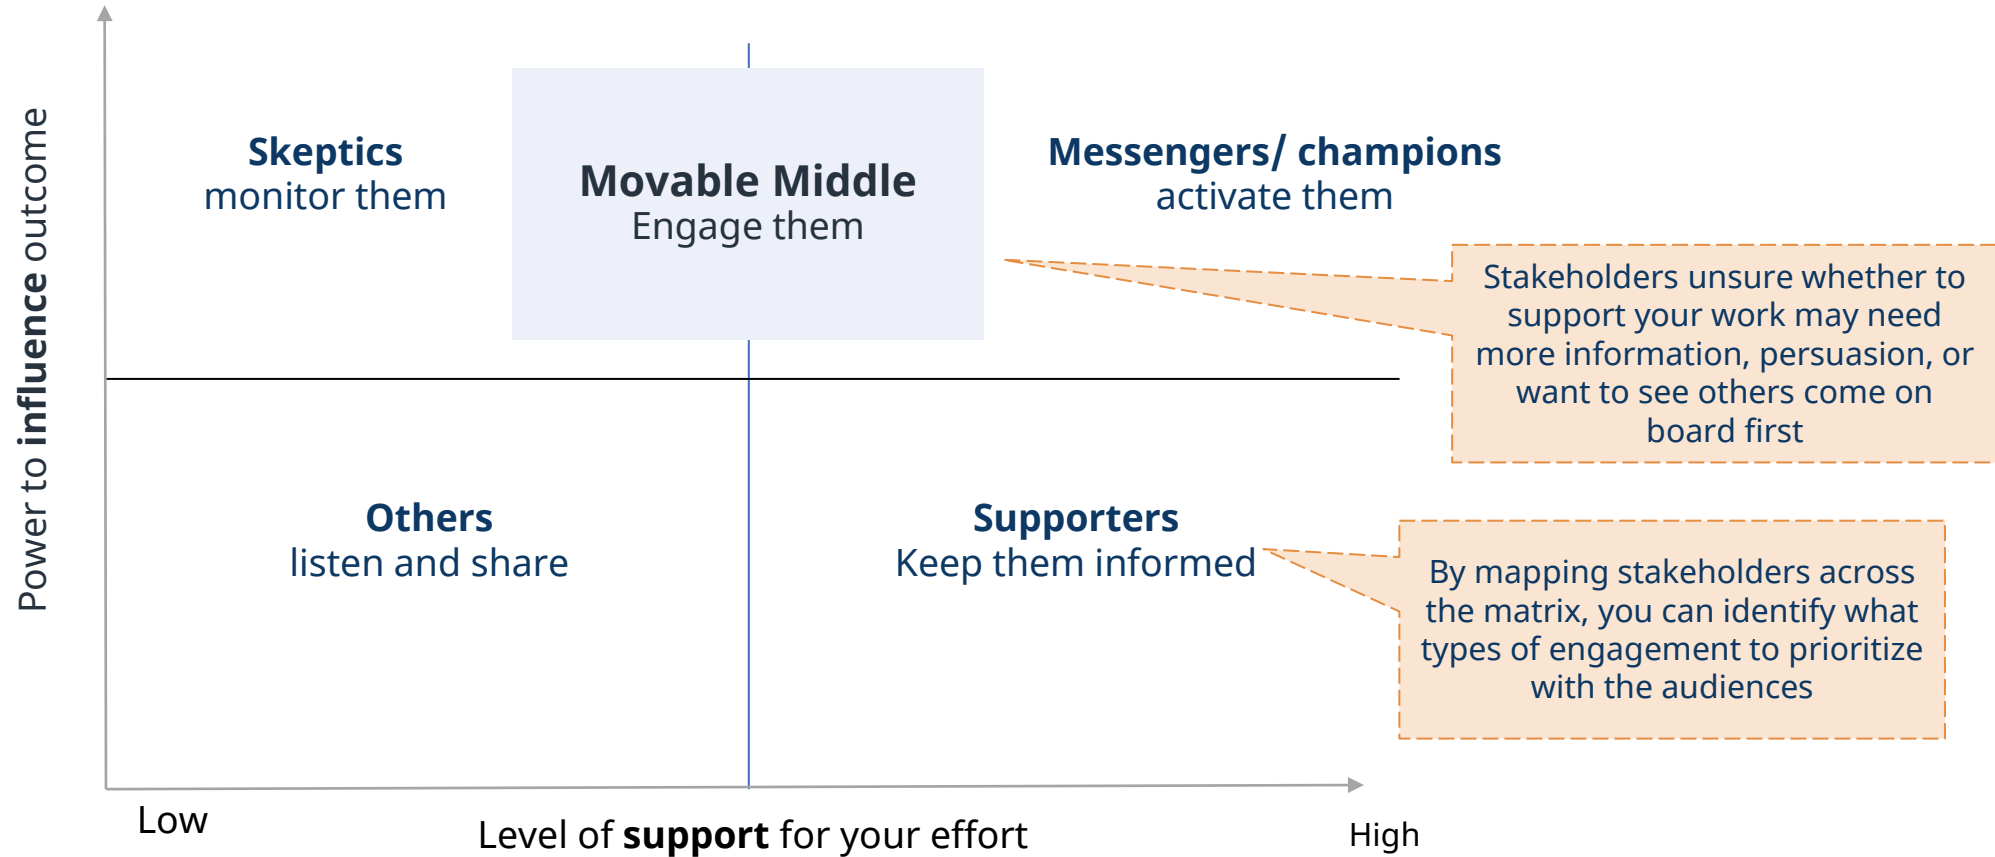 Power to influence outcome
Skeptics
monitor them
Movable Middle
Engage them
Messengers/ champions
activate them
Stakeholders unsure whether to
support your work may need
more information, persuasion, or
want to see others come on
board first
Others
listen and share
Supporters
Keep them informed
By mapping stakeholders across
the matrix, you can identify what
types of engagement to prioritize
with the audiences
Low
Level of support for your effort
High